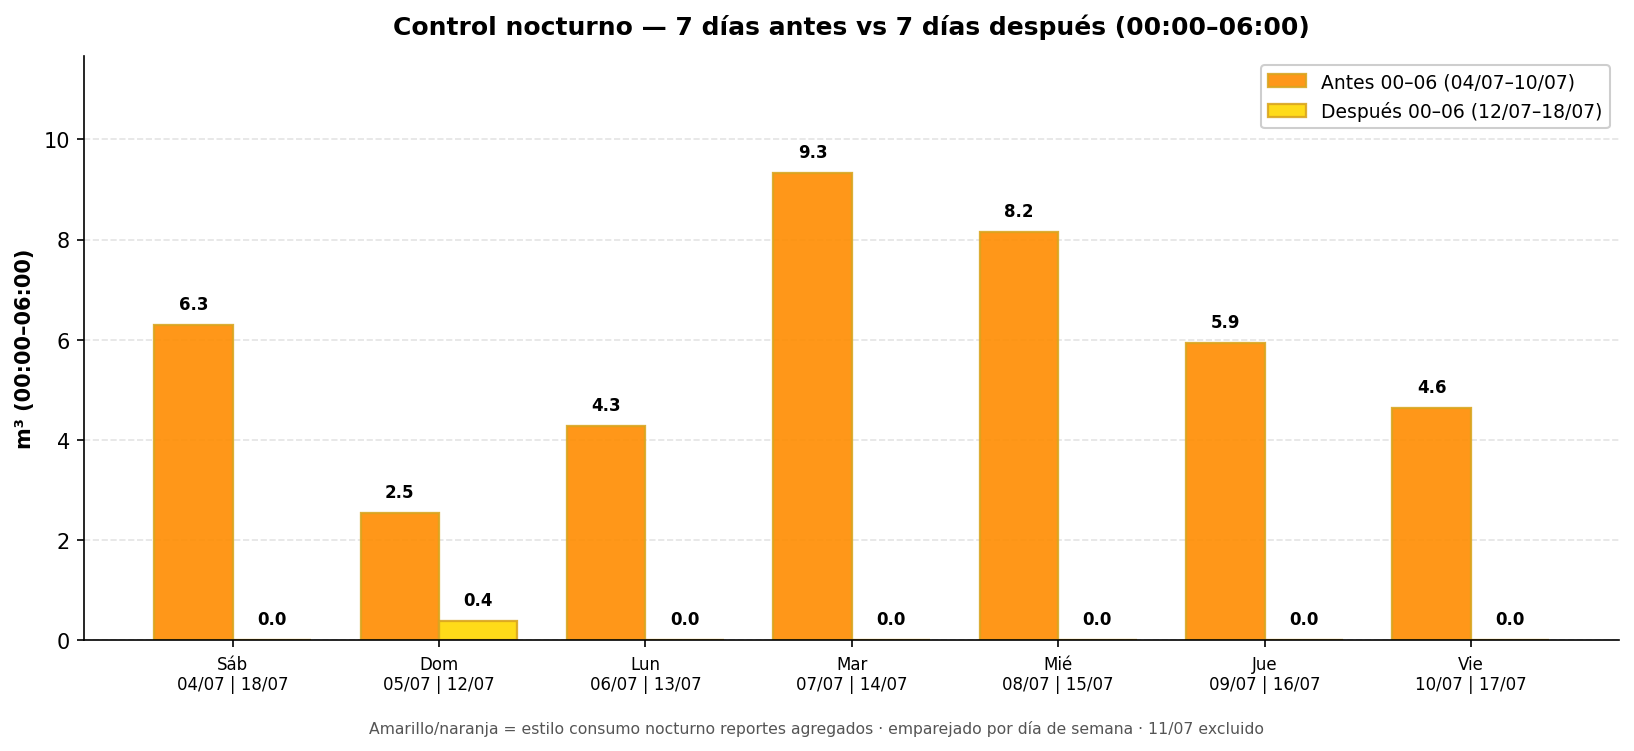 Control nocturno — 7 días antes vs 7 días después (00:00–06:00)
Antes 00–06 (04/07–10/07)
Después 00–06 (12/07–18/07)
m³ (00:00–06:00)
10
8
6
4
2
0
6.3
0.0
2.5
0.4
4.3
0.0
9.3
0.0
8.2
0.0
5.9
0.0
4.6
0.0
Sáb
04/07 | 18/07
Dom
05/07 | 12/07
Lun
06/07 | 13/07
Mar
07/07 | 14/07
Mié
08/07 | 15/07
Jue
09/07 | 16/07
Vie
10/07 | 17/07
Amarillo/naranja = estilo consumo nocturno reportes agregados · emparejado por día de semana · 11/07 excluido